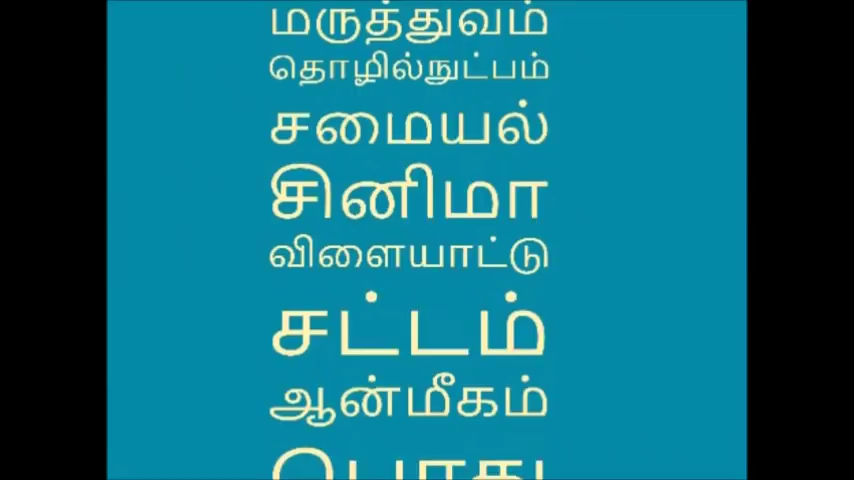 மருத்துவம்
தொழில்நுட்பம்
சமையல்
சினிமா
விளையாட்டு
சட்டம்
ஆன்மீகம்
பொது